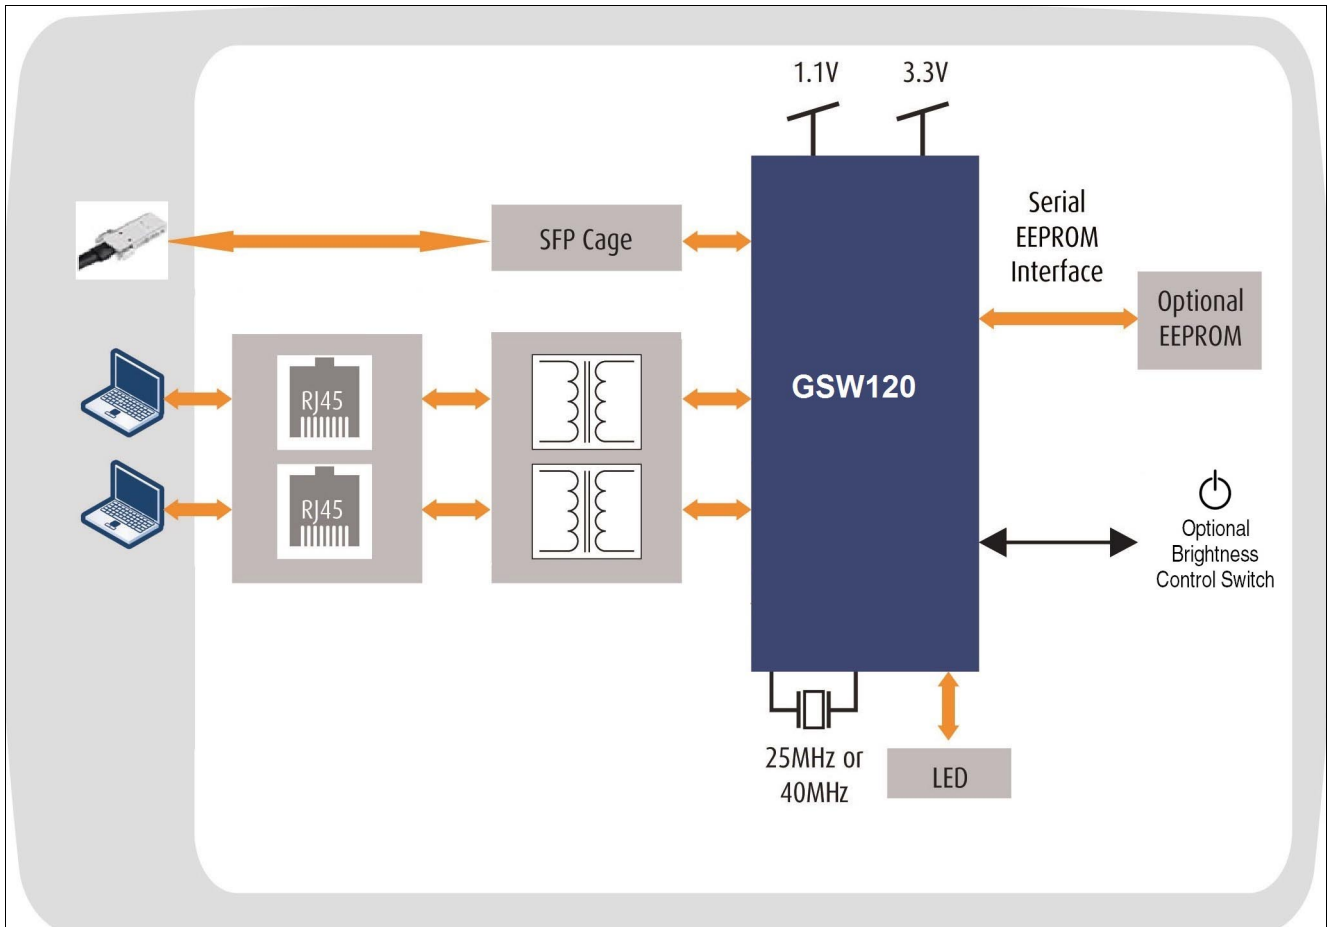 1.1V
3.3V
SFP Cage
Serial
EEPROM
Interface
Optional
EEPROM
GSW120
RJ45
RJ45
Optional
Brightness
Control Switch
25MHz or
40MHz
LED